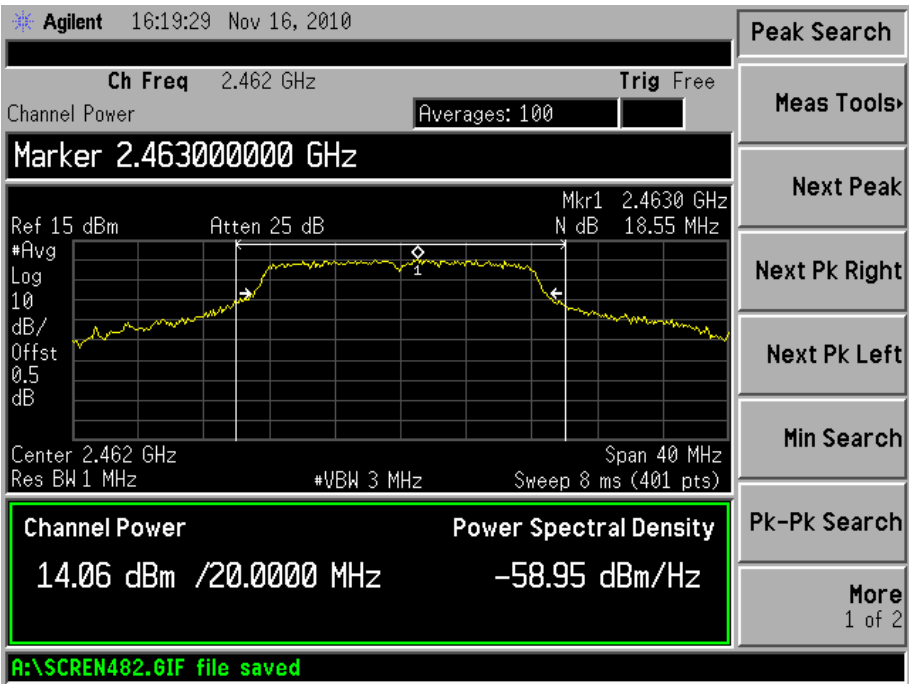 Agilent 16:19:29 Nov 16, 2010
Peak Search
Ch Freq 2.462 GHz Trig Free
Channel Power Averages: 100
Meas Tools
Marker 2.463000000 GHz
Next Peak
Mkr1 2.4630 GHz
Ref 15 dBm Atten 25 dB N dB 18.55 MHz
#Avg
Log
10
dB/
Offst
0.5
dB
1
Next Pk Right
Next Pk Left
Center 2.462 GHz Span 40 MHz
Res BW 1 MHz #VBW 3 MHz Sweep 8 ms (401 pts)
Min Search
Channel Power Power Spectral Density
14.06 dBm /20.0000 MHz -58.95 dBm/Hz
Pk-Pk Search
More
1 of 2
A:\SCREN482.GIF file saved